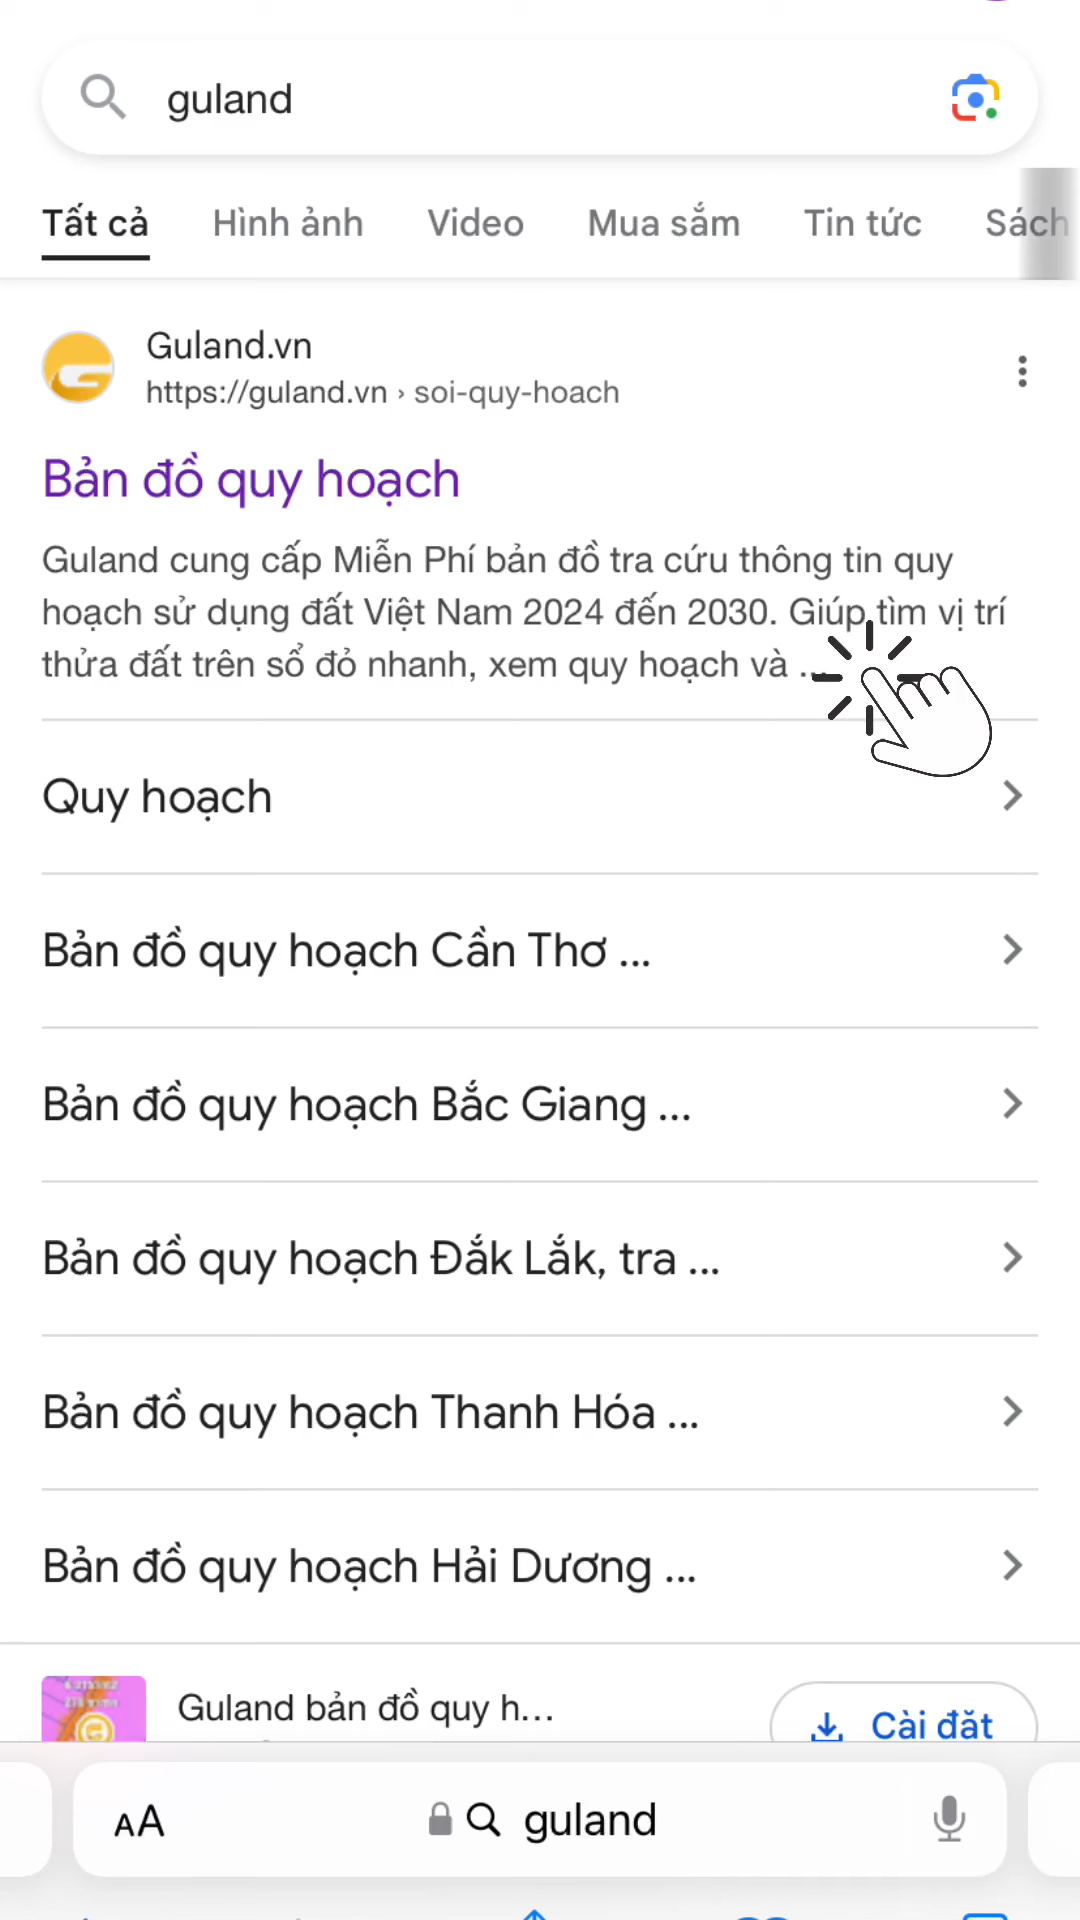 guland
Tất cả Hình ảnh Video Mua sắm Tin tức Sách
Guland.vn
https://guland.vn › soi-quy-hoach
Bản đồ quy hoạch
Guland cung cấp Miễn Phí bản đồ tra cứu thông tin quy
hoạch sử dụng đất Việt Nam 2024 đến 2030. Giúp tìm vị trí
thửa đất trên sổ đỏ nhanh, xem quy hoạch và ...
Quy hoạch
Bản đồ quy hoạch Cần Thơ ...
Bản đồ quy hoạch Bắc Giang ...
Bản đồ quy hoạch Đắk Lắk, tra ...
Bản đồ quy hoạch Thanh Hóa ...
Bản đồ quy hoạch Hải Dương ...
Guland bản đồ quy h...
Cài đặt
AA guland